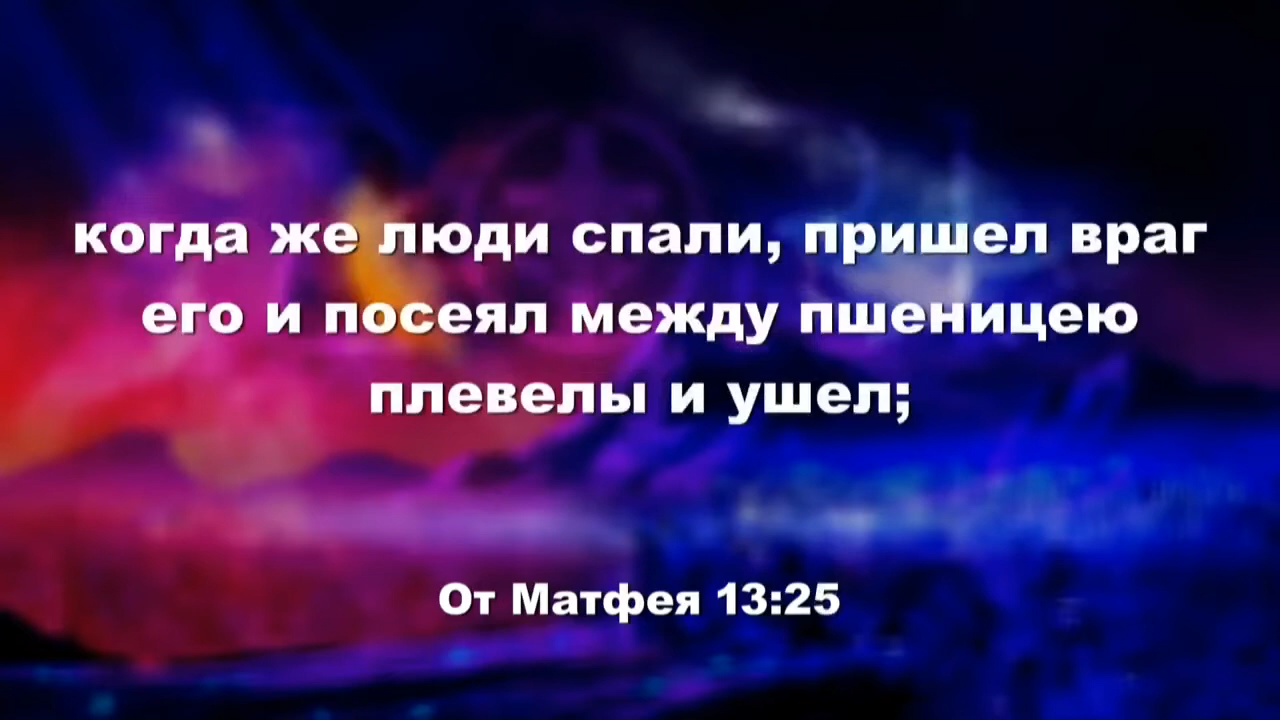 когда же люди спали, пришел враг
его и посеял между пшеницею
плевелы и ушел;
От Матфея 13:25